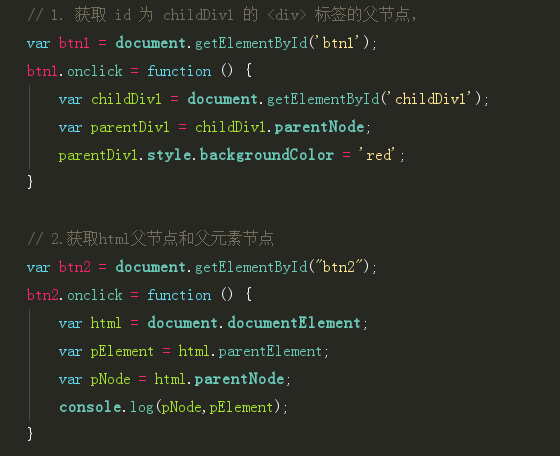 // 1. 获取 id 为 childDiv1 的 <div> 标签的父节点，
var btn1 = document.getElementById('btn1');
btn1.onclick = function () {
var childDiv1 = document.getElementById('childDiv1');
var parentDiv1 = childDiv1.parentNode;
parentDiv1.style.backgroundColor = 'red';
}
// 2.获取html父节点和父元素节点
var btn2 = document.getElementById("btn2");
btn2.onclick = function () {
var html = document.documentElement;
var pElement = html.parentElement;
var pNode = html.parentNode;
console.log(pNode,pElement);
}